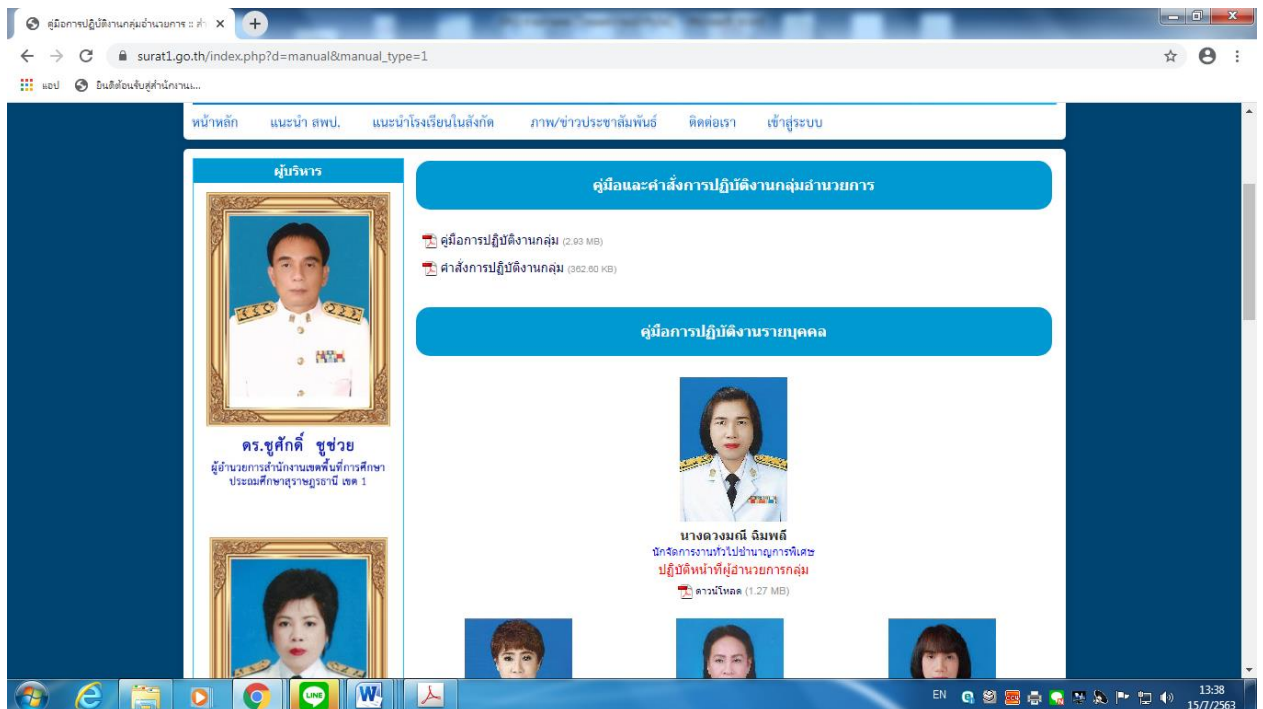 คู่มือการปฏิบัติงานกลุ่มอำนวยการ :: สำ
surat1.go.th/index.php?d=manual&manual_type=1
แอป ยินดีต้อนรับสู่สำนักงานเ...
หน้าหลัก แนะนำ สพป. แนะนำโรงเรียนในสังกัด ภาพ/ข่าวประชาสัมพันธ์ ติดต่อเรา เข้าสู่ระบบ
ผู้บริหาร
ดร.ชูศักดิ์ ชูช่วย
ผู้อำนวยการสำนักงานเขตพื้นที่การศึกษา
ประถมศึกษาสุราษฎร์ธานี เขต 1
คู่มือและคำสั่งการปฏิบัติงานกลุ่มอำนวยการ
คู่มือการปฏิบัติงานกลุ่ม (2.93 MB)
คำสั่งการปฏิบัติงานกลุ่ม (362.60 KB)
คู่มือการปฏิบัติงานรายบุคคล
นางดวงมณี ฉิมพลี
นักจัดการงานทั่วไปชำนาญการพิเศษ
ปฏิบัติหน้าที่ผู้อำนวยการกลุ่ม
ดาวน์โหลด (1.27 MB)
LINE
EN
13:38
15/7/2563